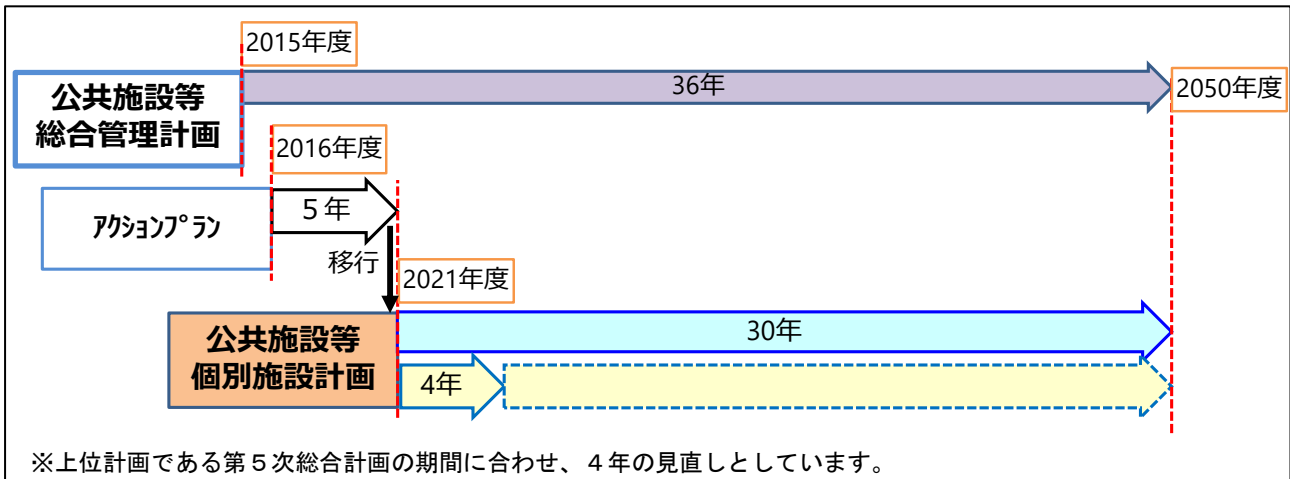 2015年度
公共施設等
総合管理計画
36年
2050年度
2016年度
ｱｸｼｮﾝﾌﾟﾗﾝ
５年
移行
2021年度
公共施設等
個別施設計画
30年
4年
※上位計画である第５次総合計画の期間に合わせ、４年の見直しとしています。